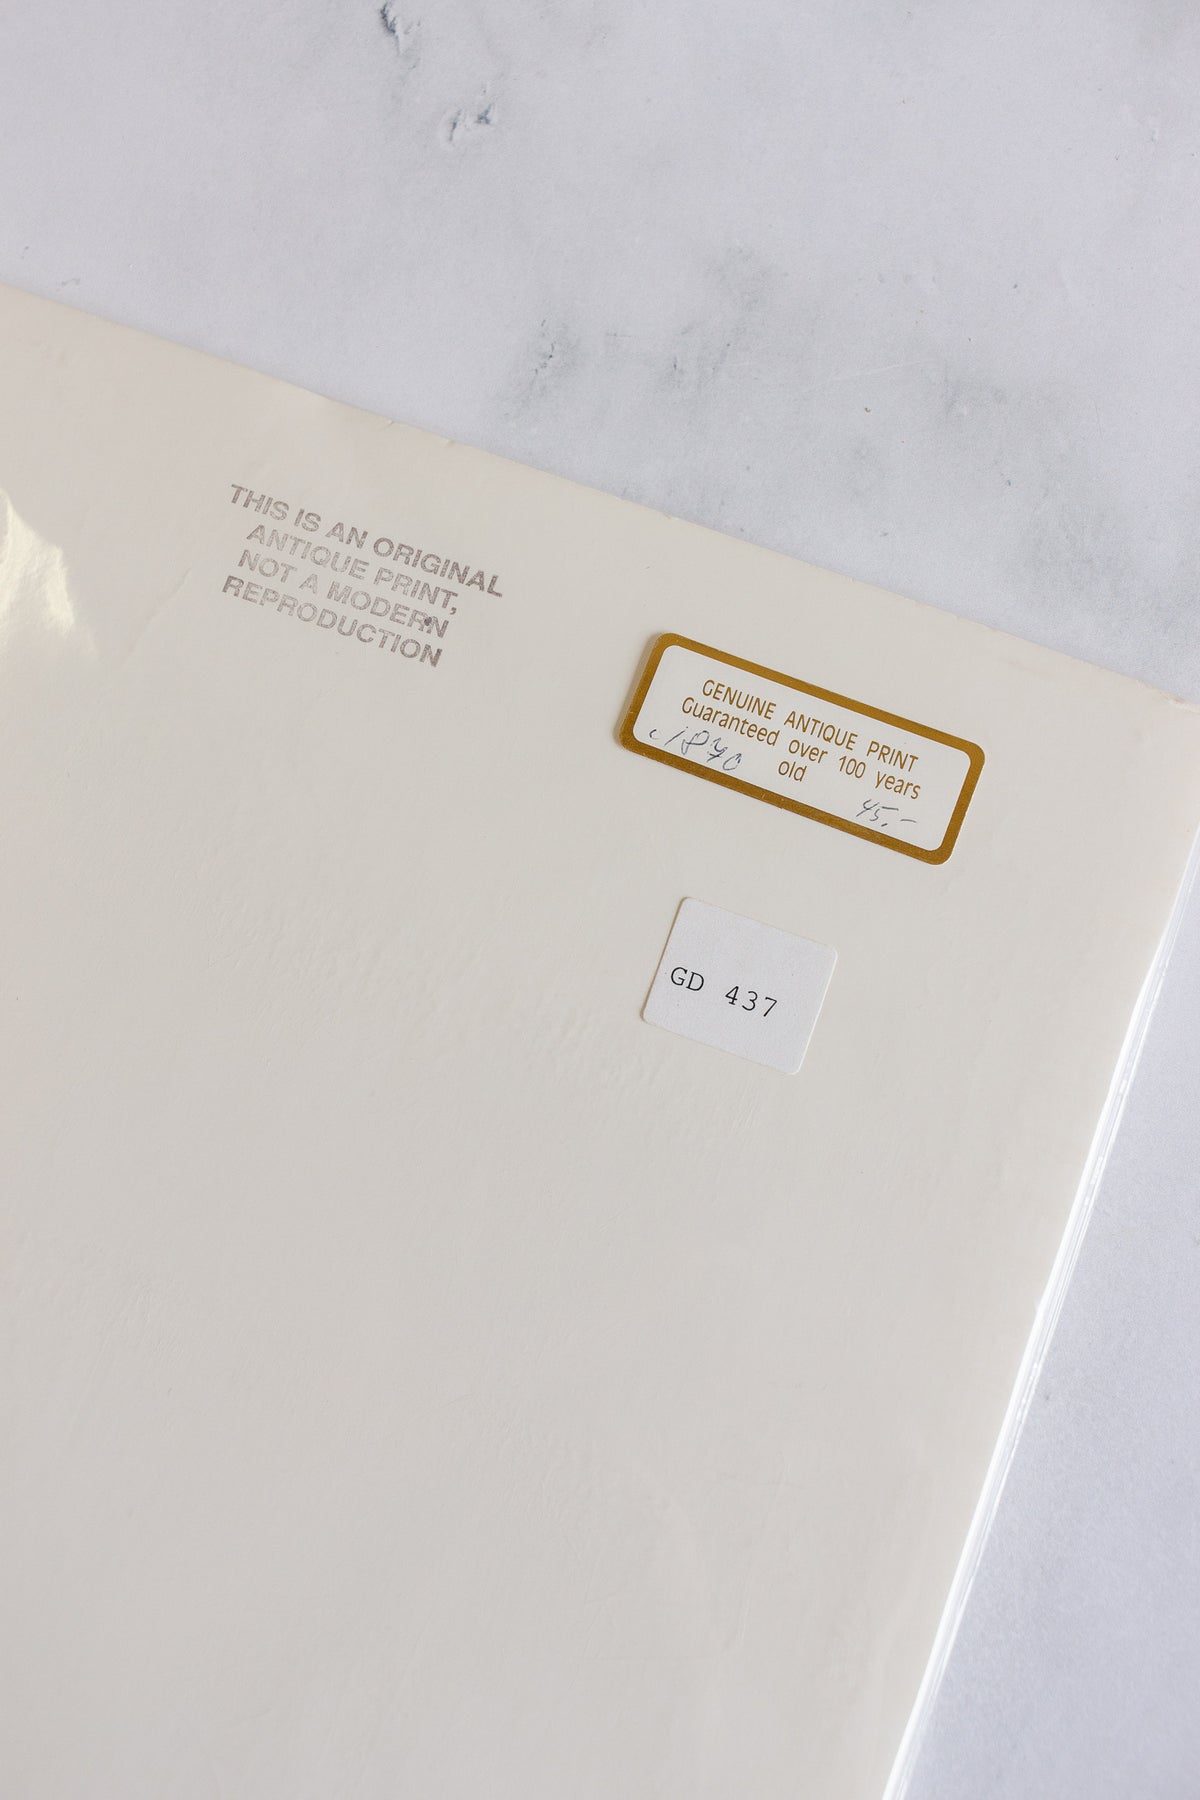 THIS IS AN ORIGINAL
ANTIQUE PRINT,
NOT A MODERN
REPRODUCTION
GENUINE ANTIQUE PRINT
Guaranteed over 100 years
old
45.-
GD 437